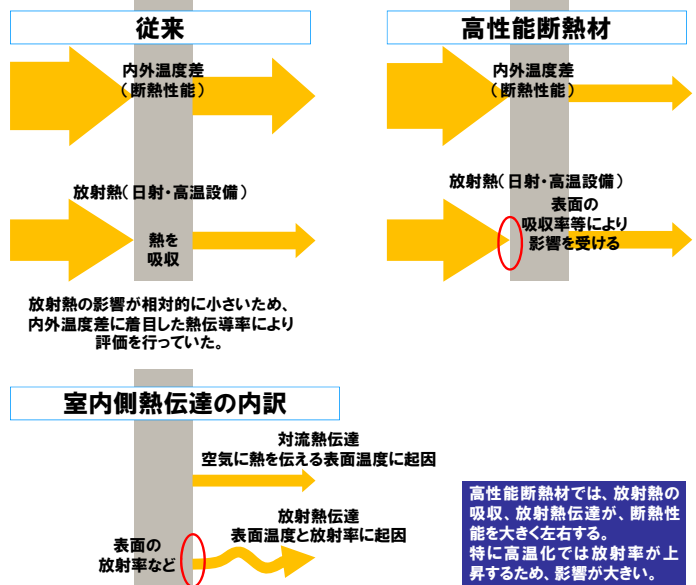 従来
内外温度差
（断熱性能）
放射熱（日射・高温設備）
熱を
吸収
放射熱の影響が相対的に小さいため、
内外温度差に着目した熱伝導率により
評価を行っていた。
高性能断熱材
内外温度差
（断熱性能）
放射熱（日射・高温設備）
表面の
吸収率等により
影響を受ける
室内側熱伝達の内訳
対流熱伝達
空気に熱を伝える表面温度に起因
放射熱伝達
表面温度と放射率に起因
表面の
放射率など
高性能断熱材では、放射熱の
吸収、放射熱伝達が、断熱性
能を大きく左右する。
特に高温化では放射率が上
昇するため、影響が大きい。